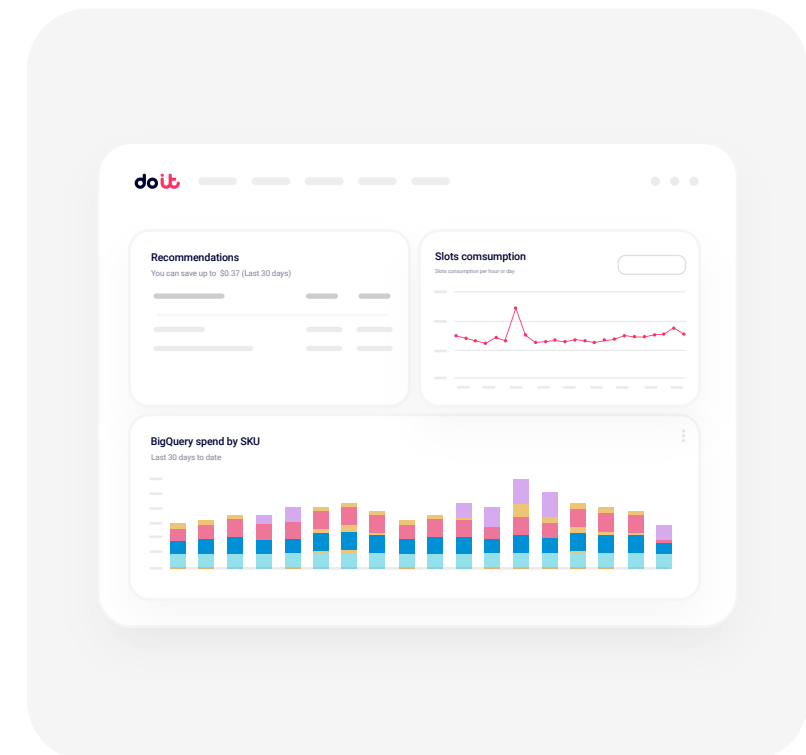 doit
Recommendations
You can save up to $0.37 (Last 30 days)
Slots comsumption
Slots consumption per hour or day
BigQuery spend by SKU
Last 30 days to date